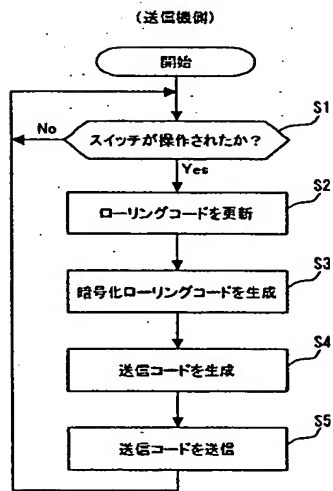 (送信機側)
開始
S1
No
スイッチが操作されたか?
Yes
S2
ローリングコードを更新
S3
暗号化ローリングコードを生成
S4
送信コードを生成
S5
送信コードを送信